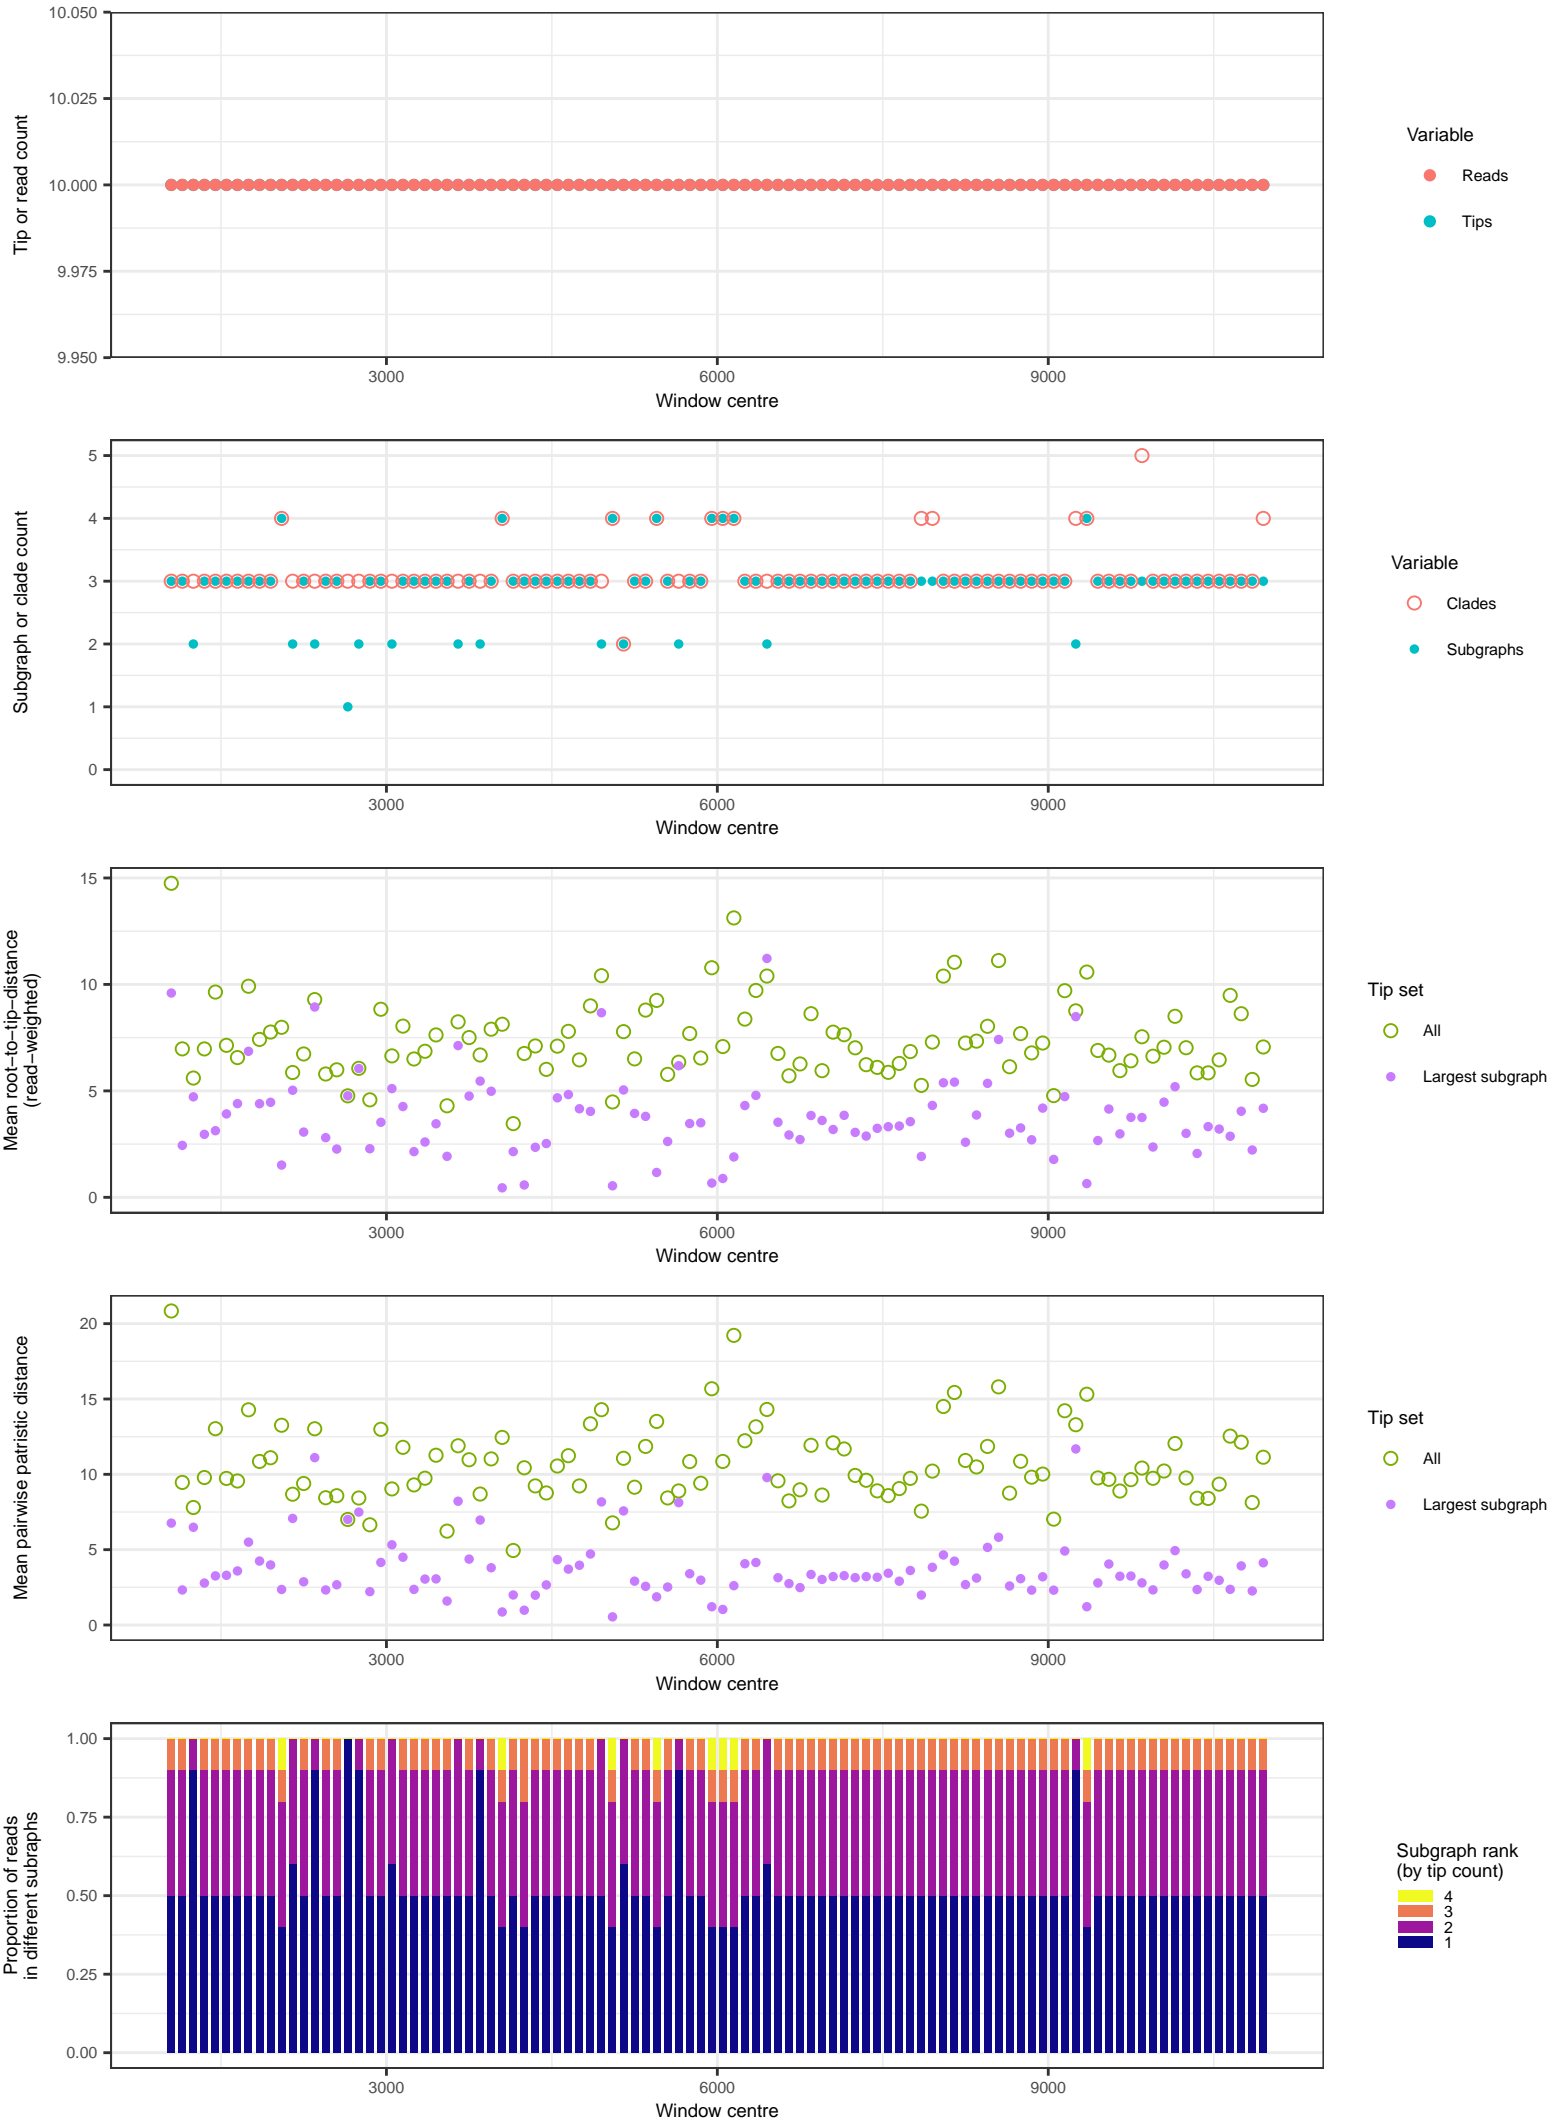 10.050
10.025
10.000
9.975
9.950
Tip or read count
3000
6000
9000
Window centre
Variable
Reads
Tips
5
4
3
2
1
0
Subgraph or clade count
3000
6000
9000
Window centre
Variable
Clades
Subgraphs
15
10
5
0
Mean root−to−tip−distance
(read−weighted)
3000
6000
9000
Window centre
Tip set
All
Largest subgraph
20
15
10
5
0
Mean pairwise patristic distance
3000
6000
9000
Window centre
Tip set
All
Largest subgraph
1.00
0.75
0.50
0.25
0.00
Proportion of reads
in different subraphs
3000
6000
9000
Window centre
Subgraph rank
(by tip count)
4
3
2
1